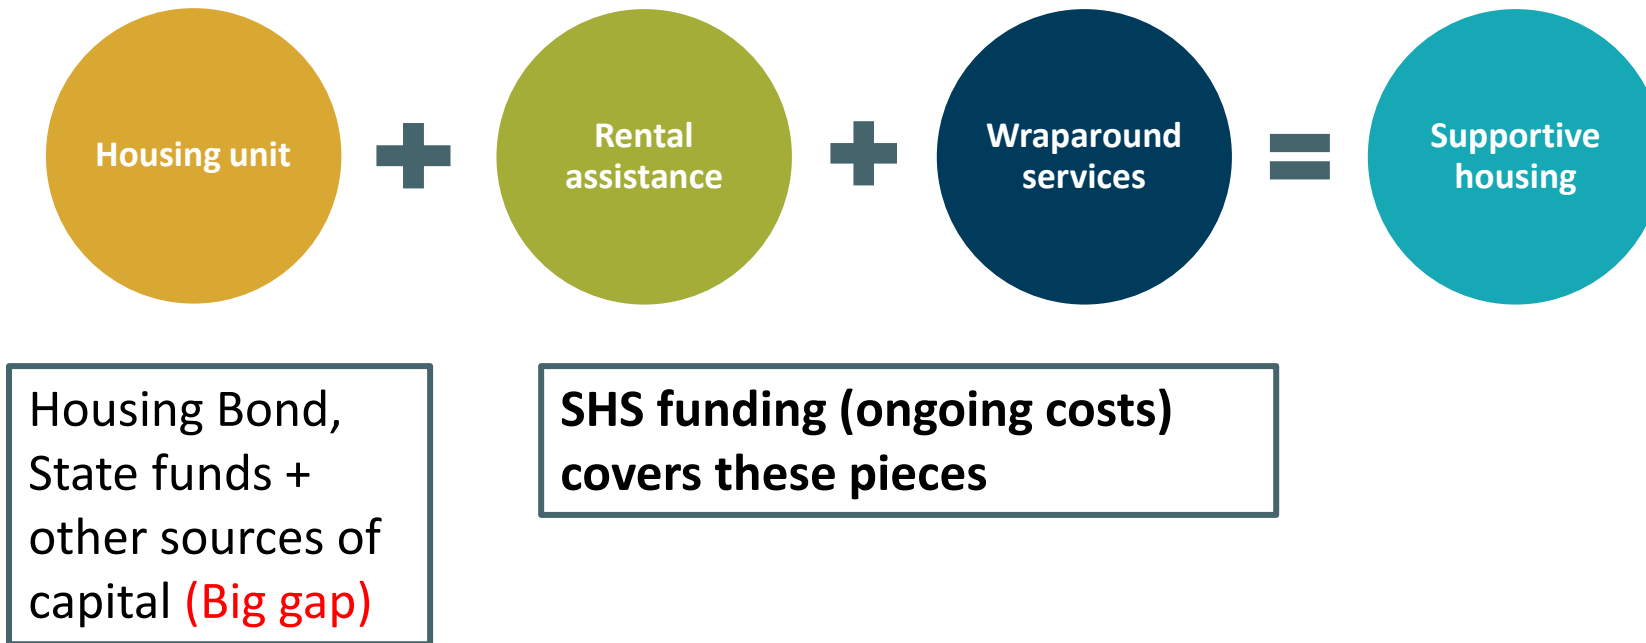 Housing unit
Rental
assistance
Wraparound
services
Supportive
housing
Housing Bond,
State funds +
other sources of
capital (Big gap)
SHS funding (ongoing costs)
covers these pieces